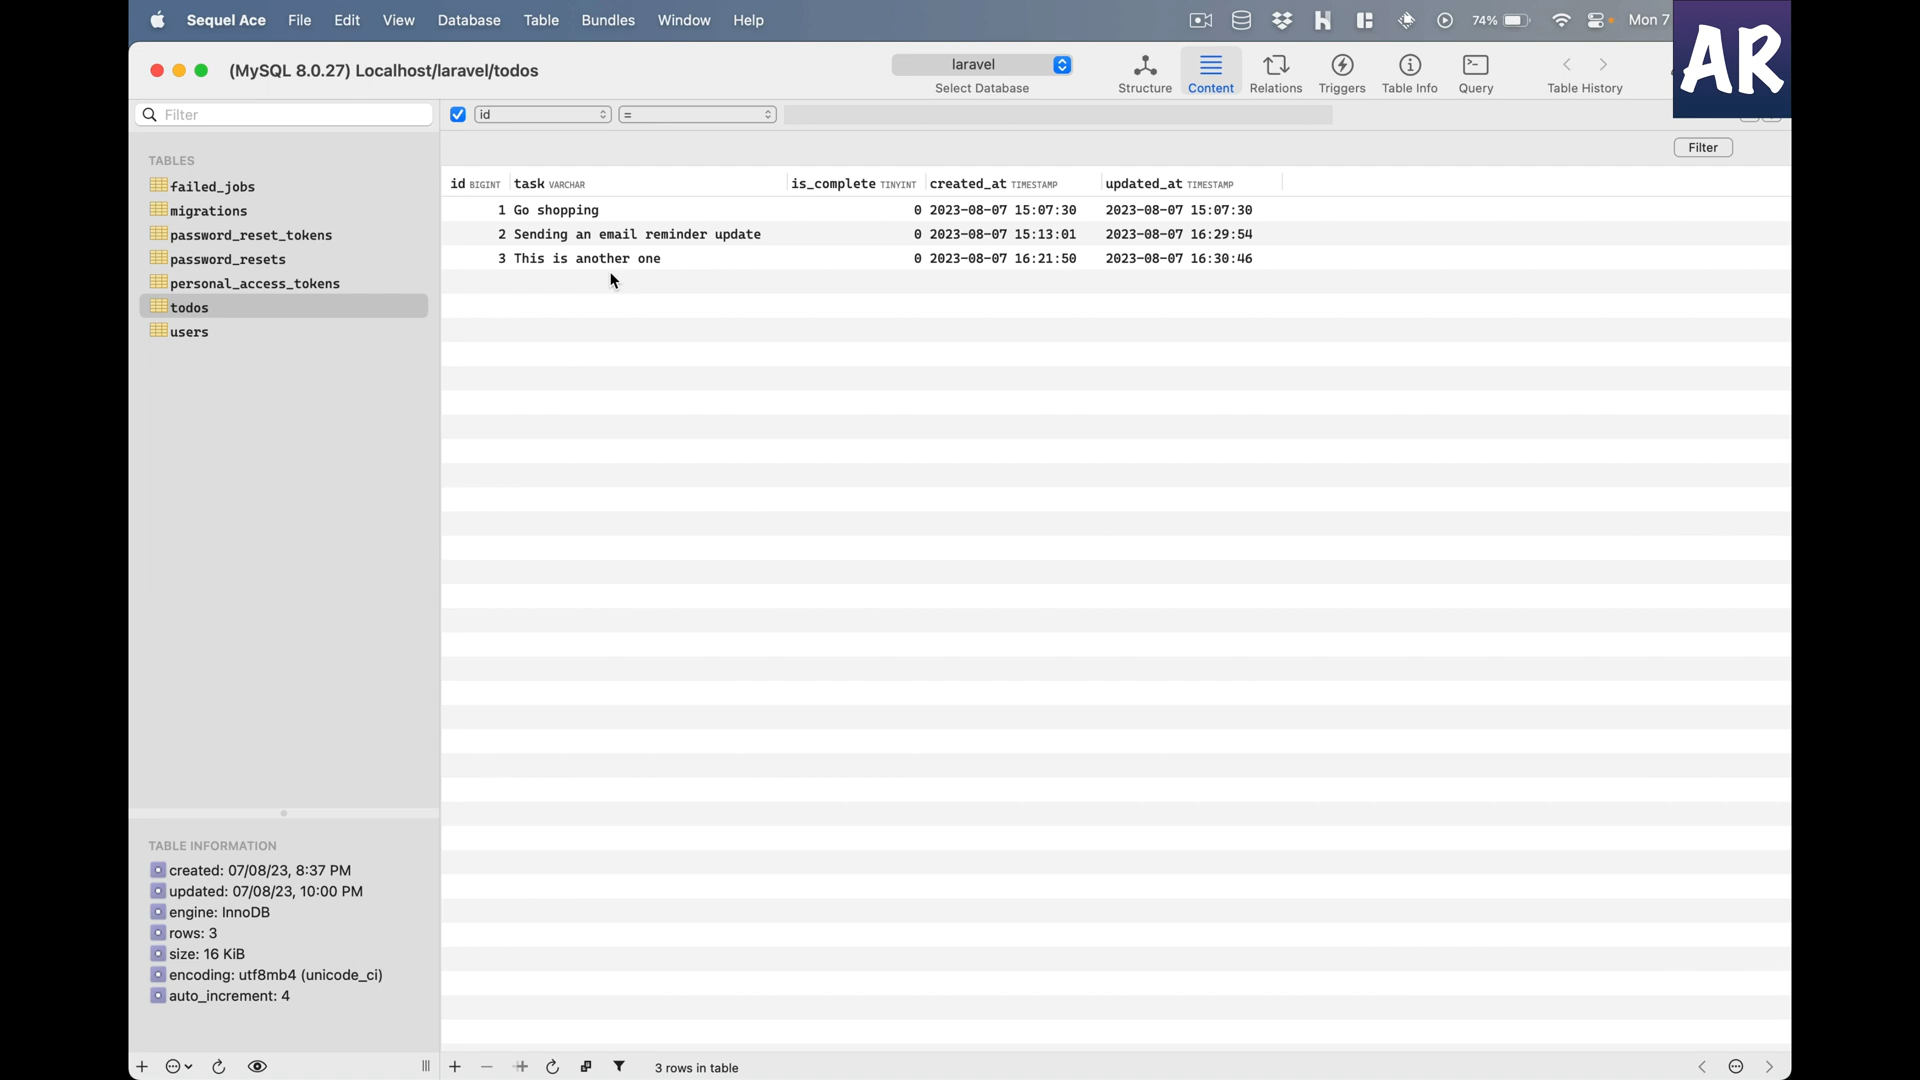 Sequel Ace File Edit View Database Table Bundles Window Help 74% Mon 7
AR
(MySQL 8.0.27) Localhost/laravel/todos
laravel
Select Database Structure Content Relations Triggers Table Info Query Table History
Filter
id =
Filter
TABLES
failed_jobs
migrations
password_reset_tokens
password_resets
personal_access_tokens
todos
users
id BIGINT task VARCHAR is_complete TINYINT created_at TIMESTAMP updated_at TIMESTAMP
1 Go shopping 0 2023-08-07 15:07:30 2023-08-07 15:07:30
2 Sending an email reminder update 0 2023-08-07 15:13:01 2023-08-07 16:29:54
3 This is another one 0 2023-08-07 16:21:50 2023-08-07 16:30:46
TABLE INFORMATION
created: 07/08/23, 8:37 PM
updated: 07/08/23, 10:00 PM
engine: InnoDB
rows: 3
size: 16 KiB
encoding: utf8mb4 (unicode_ci)
auto_increment: 4
3 rows in table